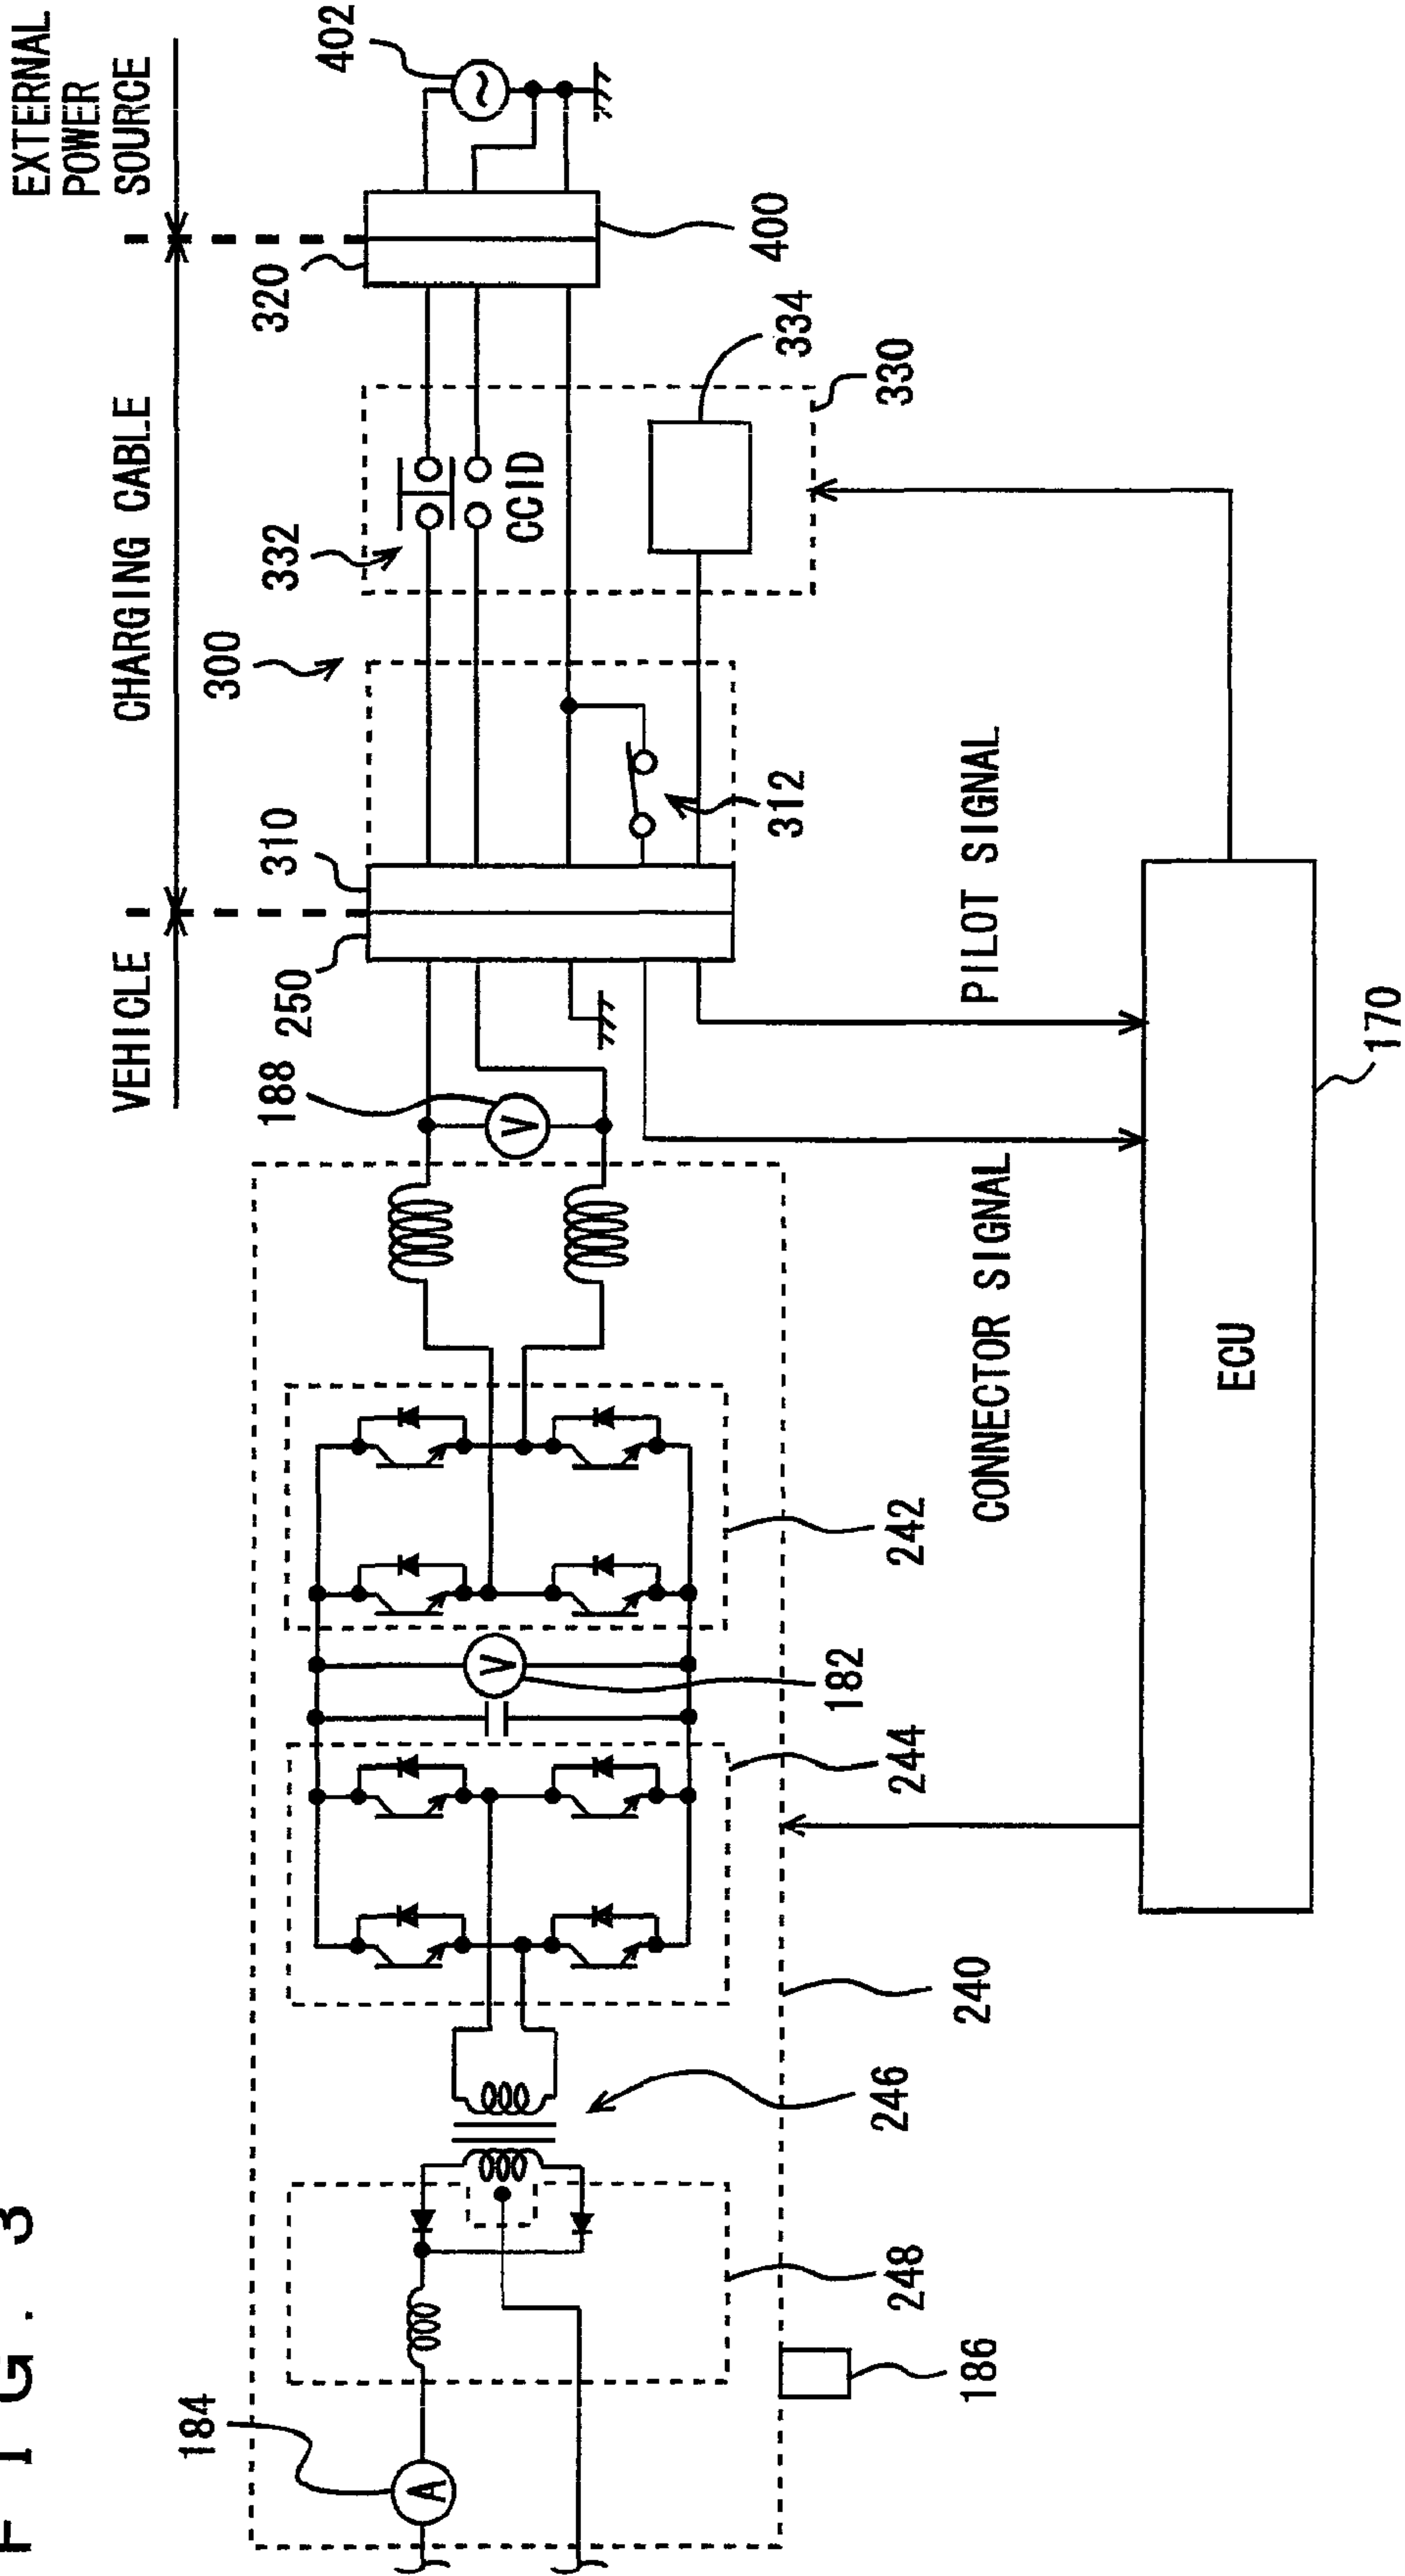 FIG. 3
EXTERNAL
POWER
SOURCE
CHARGING CABLE
VEHICLE
402
400
320
334
330
332
CCID
300
310
312
250
188
PILOT SIGNAL
CONNECTOR SIGNAL
170
ECU
242
182
244
240
246
248
186
184
A
V
V